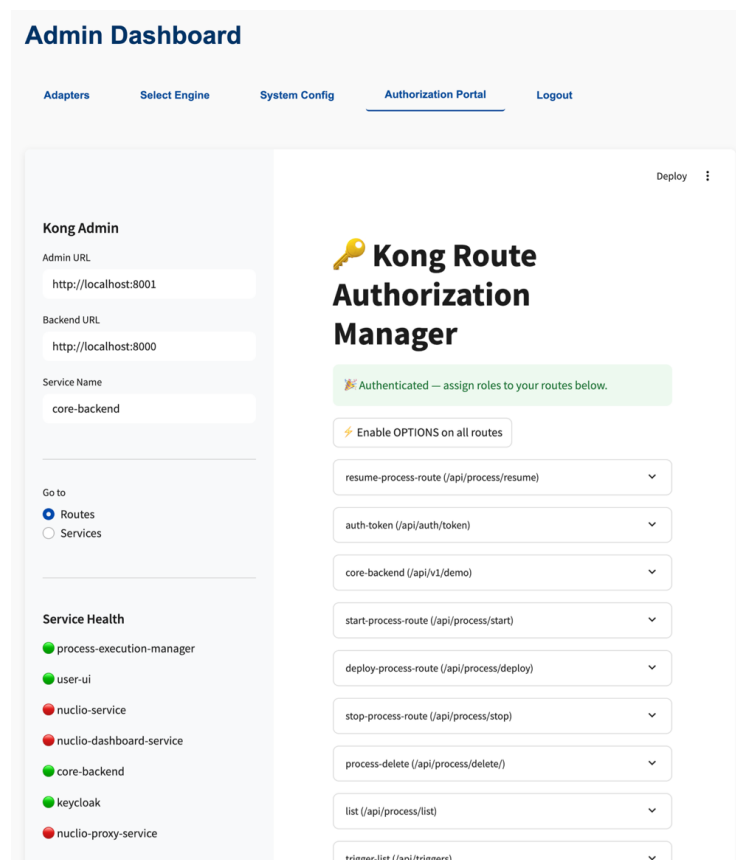 Admin Dashboard
Adapters
Select Engine
System Config
Authorization Portal
Logout
Deploy
Kong Admin
Admin URL
http://localhost:8001
Backend URL
http://localhost:8000
Service Name
core-backend
Go to
Routes
Services
Service Health
process-execution-manager
user-ui
nuclio-service
nuclio-dashboard-service
core-backend
keycloak
nuclio-proxy-service
🔑 Kong Route
Authorization
Manager
🎉 Authenticated — assign roles to your routes below.
⚡ Enable OPTIONS on all routes
resume-process-route (/api/process/resume)
auth-token (/api/auth/token)
core-backend (/api/v1/demo)
start-process-route (/api/process/start)
deploy-process-route (/api/process/deploy)
stop-process-route (/api/process/stop)
process-delete (/api/process/delete/)
list (/api/process/list)
trigger-list (/api/triggers)